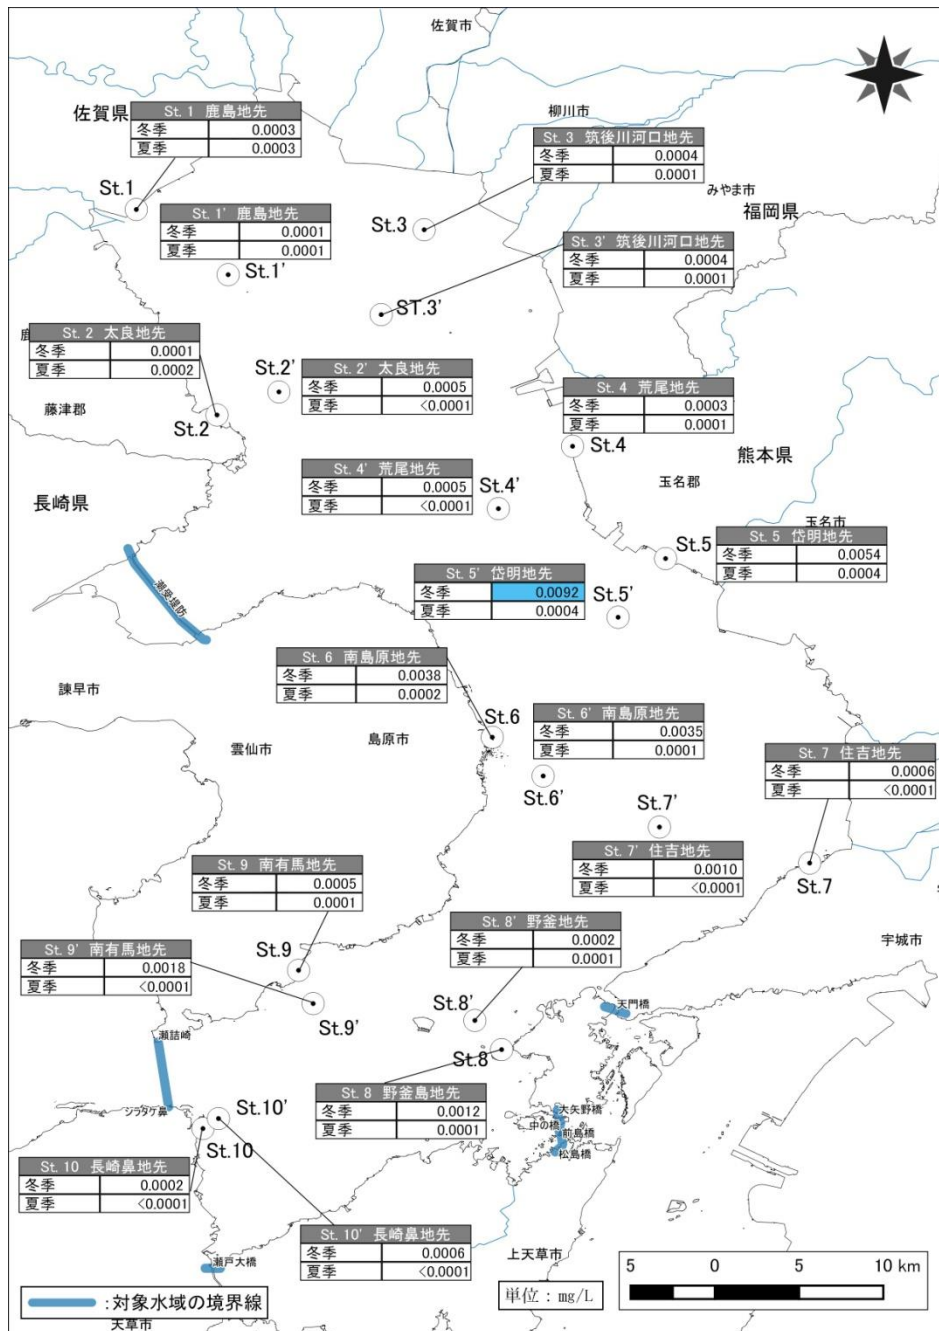 佐賀市
佐賀県
柳川市
St. 1 鹿島地先
冬季 0.0003
夏季 0.0003
St. 3 筑後川河口地先
冬季 0.0004
夏季 0.0001
みやま市
福岡県
St.1
St. 1' 鹿島地先
冬季 0.0001
夏季 0.0001
St.3
St. 3' 筑後川河口地先
冬季 0.0004
夏季 0.0001
St.1'
ST.3'
鹿
St. 2 太良地先
冬季 0.0001
夏季 0.0002
St.2'
St. 2' 太良地先
冬季 0.0005
夏季 <0.0001
St. 4 荒尾地先
冬季 0.0003
夏季 0.0001
藤津郡
St.2
St.4
熊本県
St. 4' 荒尾地先
冬季 0.0005
夏季 <0.0001
St.4'
玉名郡
長崎県
玉名市
St.5
St. 5 岱明地先
冬季 0.0054
夏季 0.0004
潮受堤防
St. 5' 岱明地先
冬季 0.0092
夏季 0.0004
St.5'
St. 6 南島原地先
冬季 0.0038
夏季 0.0002
諫早市
St. 6' 南島原地先
冬季 0.0035
夏季 0.0001
St.6
島原市
雲仙市
St. 7 住吉地先
冬季 0.0006
夏季 <0.0001
St.6'
St.7'
St. 7' 住吉地先
冬季 0.0010
夏季 <0.0001
St.7
St. 9 南有馬地先
冬季 0.0005
夏季 0.0001
St. 8' 野釜地先
冬季 0.0002
夏季 0.0001
宇城市
St. 9' 南有馬地先
冬季 0.0018
夏季 <0.0001
St.9
St.9'
St.8'
天門橋
瀬詰崎
St.8
St. 8 野釜島地先
冬季 0.0012
夏季 0.0001
シラタケ鼻
St.10'
St.10
大矢野橋
中の橋
前島橋
松島橋
St. 10 長崎鼻地先
冬季 0.0002
夏季 <0.0001
St. 10' 長崎鼻地先
冬季 0.0006
夏季 <0.0001
瀬戸大橋
上天草市
5 0 5 10 km
単位：mg/L
:対象水域の境界線
天草市